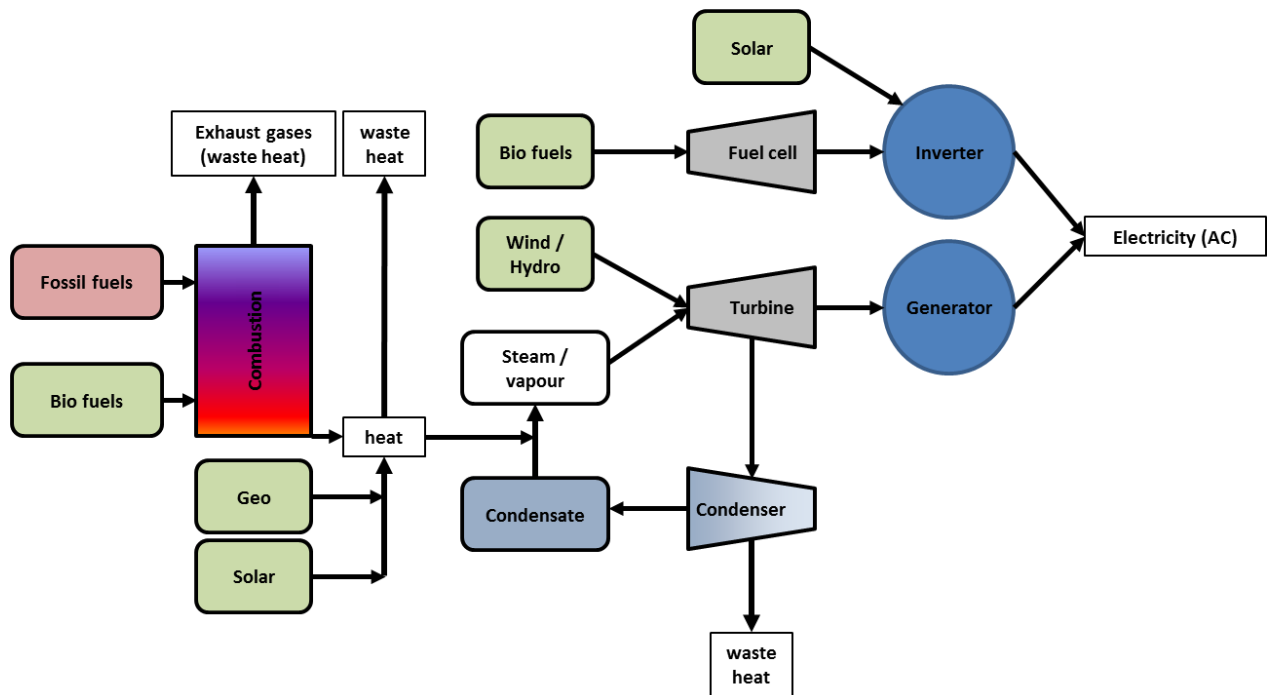 Solar
Exhaust gases
(waste heat)
waste
heat
Bio fuels
Fuel cell
Inverter
Wind /
Hydro
Electricity (AC)
Fossil fuels
Combustion
Turbine
Generator
Steam /
vapour
Bio fuels
heat
Geo
Condensate
Condenser
Solar
waste
heat